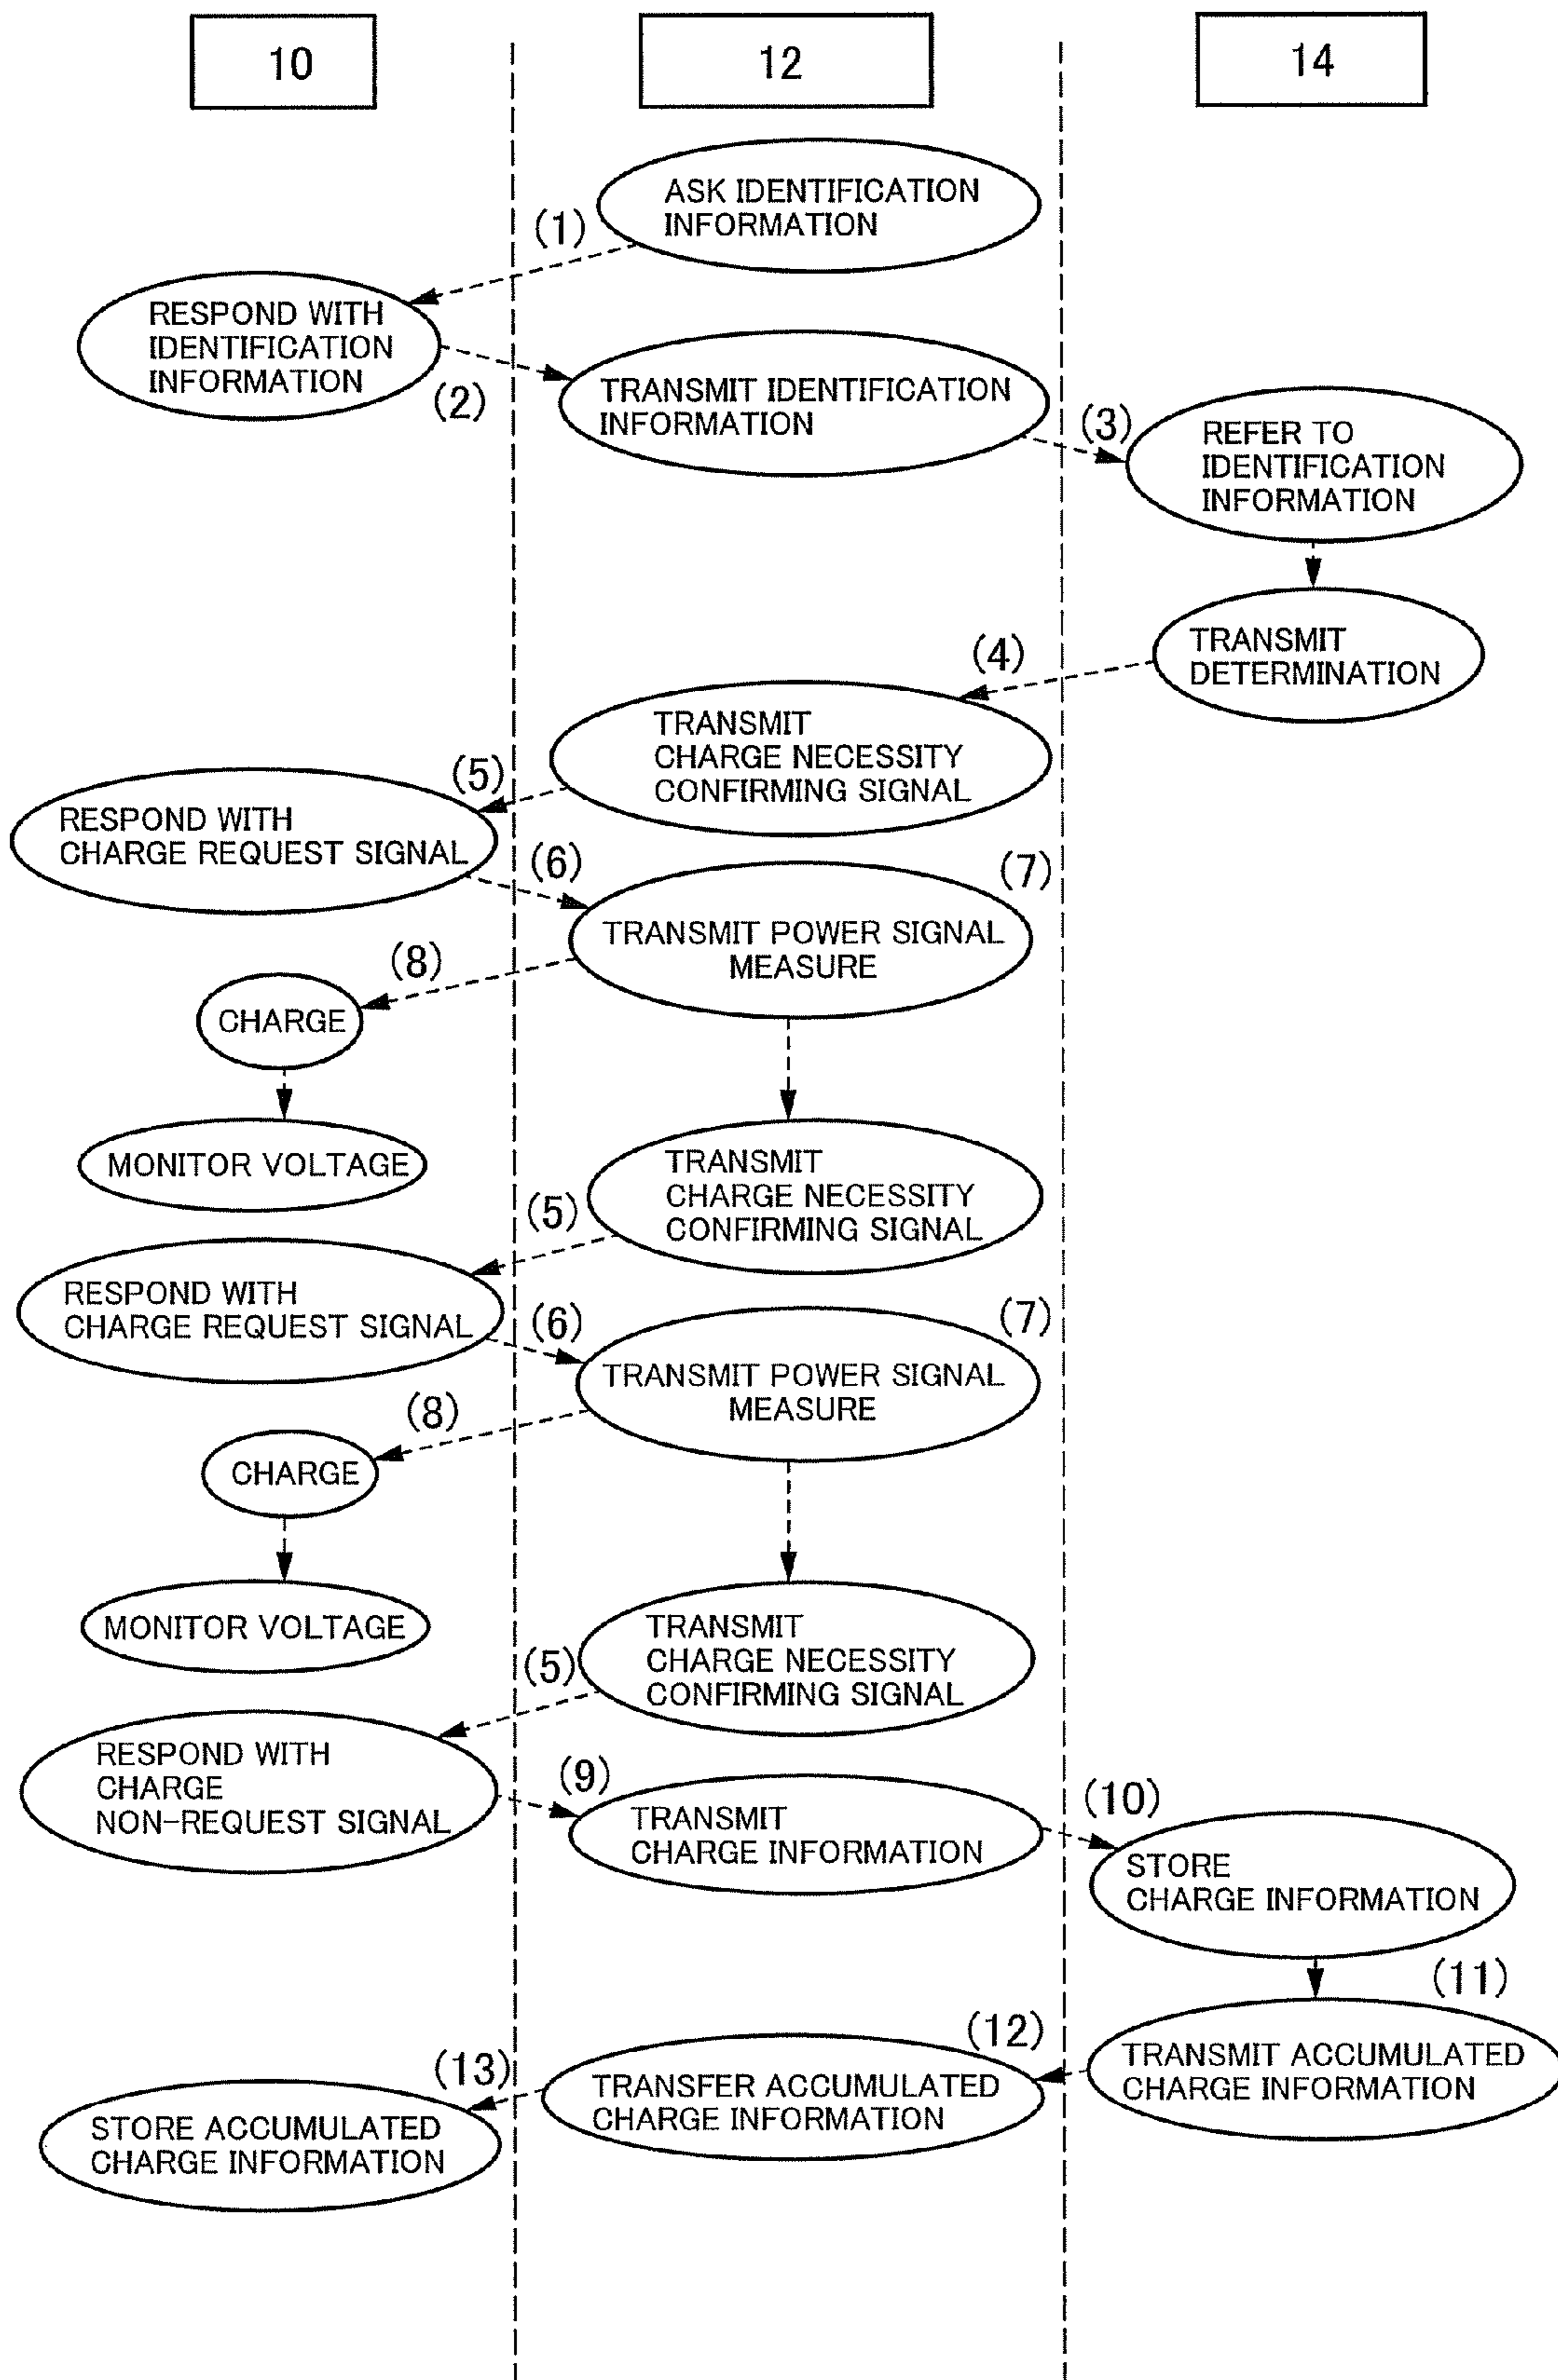 10
12
14
ASK IDENTIFICATION
INFORMATION
(1)
RESPOND WITH
IDENTIFICATION
INFORMATION
(2)
TRANSMIT IDENTIFICATION
INFORMATION
(3)
REFER TO
IDENTIFICATION
INFORMATION
TRANSMIT
DETERMINATION
(4)
TRANSMIT
CHARGE NECESSITY
CONFIRMING SIGNAL
(5)
RESPOND WITH
CHARGE REQUEST SIGNAL
(6)
(7)
TRANSMIT POWER SIGNAL
MEASURE
(8)
CHARGE
MONITOR VOLTAGE
TRANSMIT
CHARGE NECESSITY
CONFIRMING SIGNAL
(5)
RESPOND WITH
CHARGE REQUEST SIGNAL
(6)
(7)
TRANSMIT POWER SIGNAL
MEASURE
(8)
CHARGE
MONITOR VOLTAGE
TRANSMIT
CHARGE NECESSITY
CONFIRMING SIGNAL
(5)
RESPOND WITH
CHARGE
NON-REQUEST SIGNAL
(9)
TRANSMIT
CHARGE INFORMATION
(10)
STORE
CHARGE INFORMATION
(11)
TRANSMIT ACCUMULATED
CHARGE INFORMATION
(12)
TRANSFER ACCUMULATED
CHARGE INFORMATION
(13)
STORE ACCUMULATED
CHARGE INFORMATION